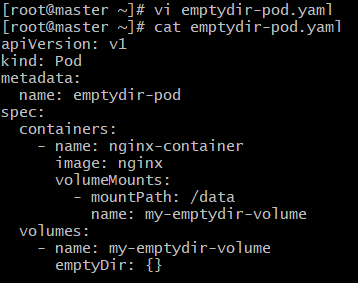 [root@master ~]# vi emptydir-pod.yaml
[root@master ~]# cat emptydir-pod.yaml
apiVersion: v1
kind: Pod
metadata:
  name: emptydir-pod
spec:
  containers:
    - name: nginx-container
      image: nginx
      volumeMounts:
        - mountPath: /data
          name: my-emptydir-volume
  volumes:
    - name: my-emptydir-volume
      emptyDir: {}